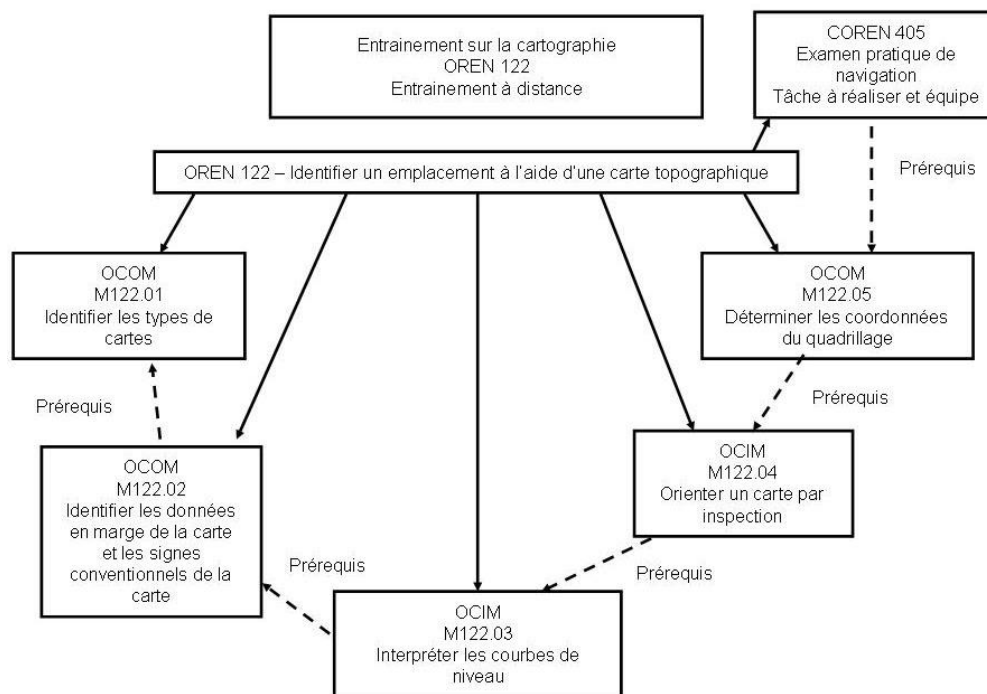 Entrainement sur la cartographie
OREN 122
Entrainement à distance
COREN 405
Examen pratique de
navigation
Tâche à réaliser et équipe
OREN 122 – Identifier un emplacement à l'aide d'une carte topographique
Prérequis
OCOM
M122.01
Identifier les types de
cartes
OCOM
M122.05
Déterminer les coordonnées
du quadrillage
Prérequis
Prérequis
OCOM
M122.02
Identifier les données
en marge de la carte
et les signes
conventionnels de la
carte
OCIM
M122.04
Orienter un carte par
inspection
Prérequis
Prérequis
OCIM
M122.03
Interpréter les courbes de
niveau